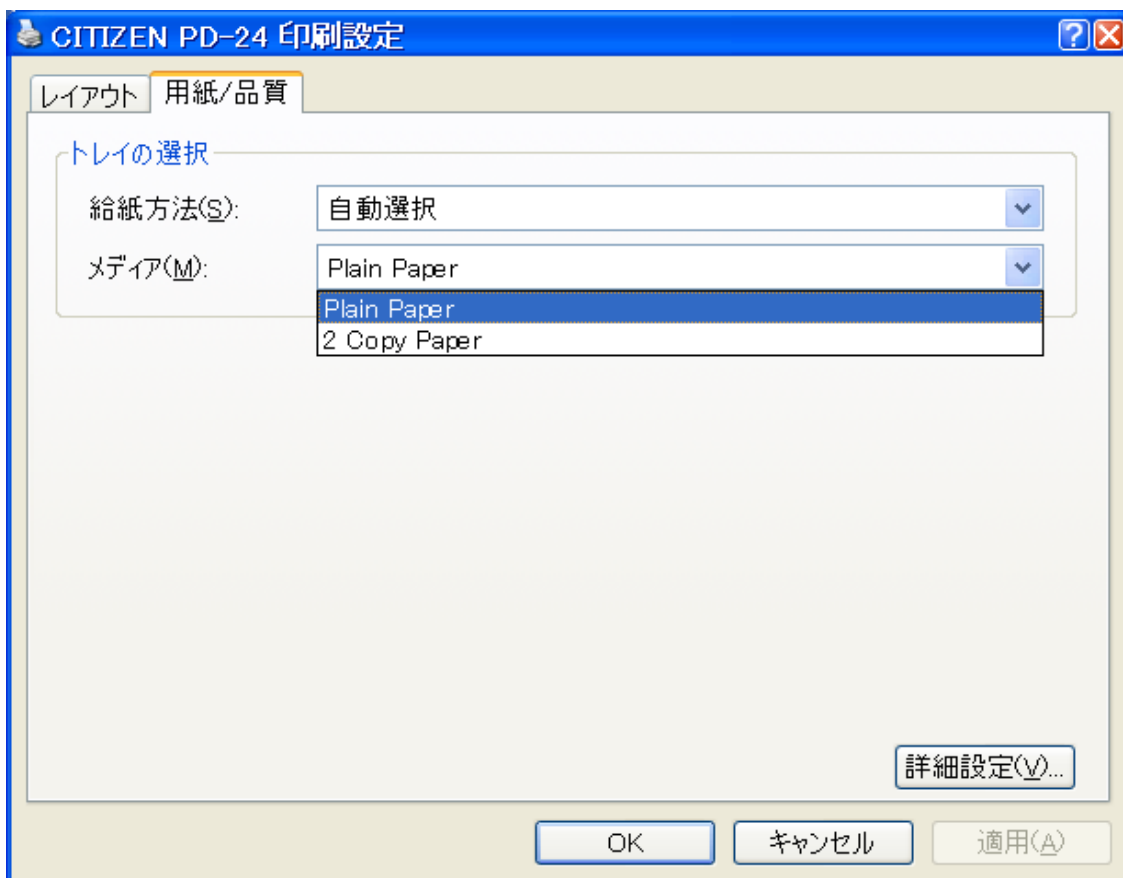 CITIZEN PD-24 印刷設定
レイアウト 用紙/品質
トレイの選択
給紙方法(S): 自動選択
メディア(M): Plain Paper
Plain Paper
2 Copy Paper
詳細設定(V)...
OK キャンセル 適用(A)